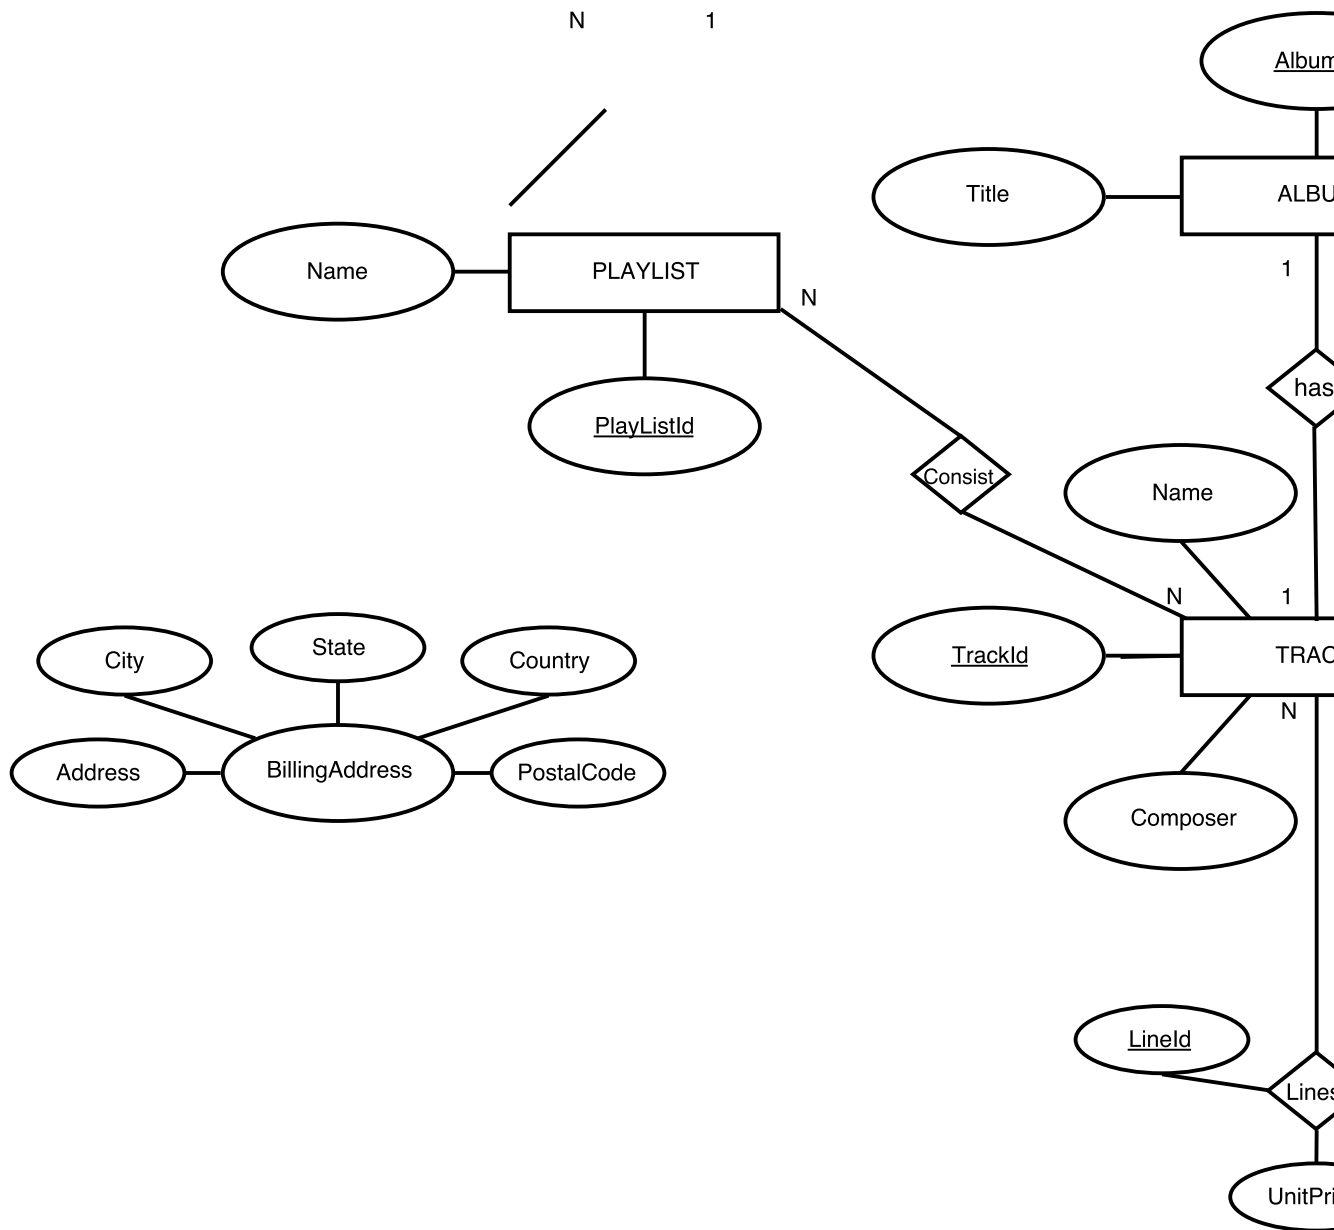 N
1
Album
Title
ALBU
Name
PLAYLIST
1
N
has
PlayListId
Consist
Name
N
1
City
State
Country
TrackId
TRAC
N
Address
BillingAddress
PostalCode
Composer
LineId
Lines
UnitPri